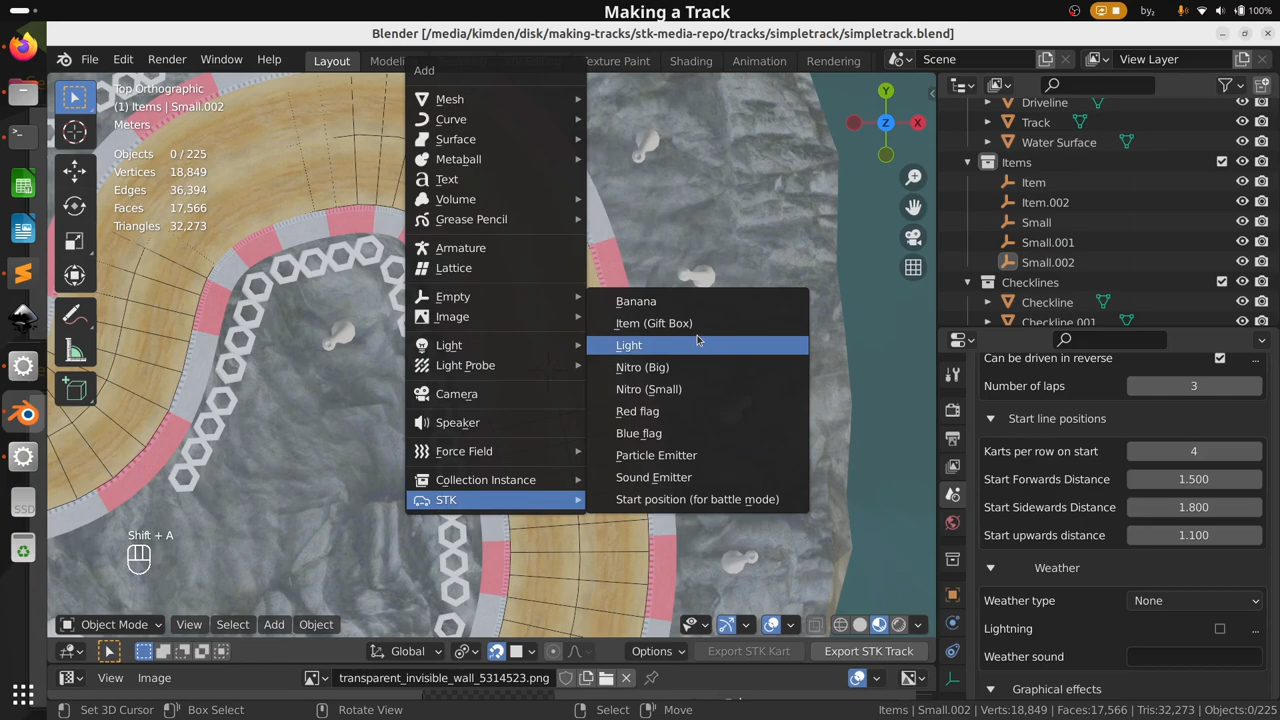 Making a Track
by₂
100%
Blender [/media/kimden/disk/making-tracks/stk-media-repo/tracks/simpletrack/simpletrack.blend]
File Edit Render Window Help Layout Texture Paint Shading Animation Rendering Scene View Layer
Top Orthographic
(1) Items | Small.002
Meters
Objects 0 / 225
Vertices 18,849
Edges 36,394
Faces 17,566
Triangles 32,273
Shift + A
Add
Mesh
Curve
Surface
Metaball
Text
Volume
Grease Pencil
Armature
Lattice
Empty
Image
Light
Light Probe
Camera
Speaker
Force Field
Collection Instance
STK
Banana
Item (Gift Box)
Light
Nitro (Big)
Nitro (Small)
Red flag
Blue flag
Particle Emitter
Sound Emitter
Start position (for battle mode)
Y
Z
X
Driveline
Track
Water Surface
Items
Item
Item.002
Small
Small.001
Small.002
Checklines
Checkline
Checkline.001
Can be driven in reverse ...
Number of laps 3
Start line positions
Karts per row on start 4
Start Forwards Distance 1.500
Start Sidewards Distance 1.800
Start upwards distance 1.100
Weather
Weather type None
Lightning ...
Weather sound
Graphical effects
Object Mode View Select Add Object
Global Options Export STK Kart Export STK Track
View Image transparent_invisible_wall_5314523.png
Set 3D Cursor Box Select Rotate View Select Move Items | Small.002 | Verts:18,849 | Faces:17,566 | Tris:32,273 | Objects:0/225
SSD